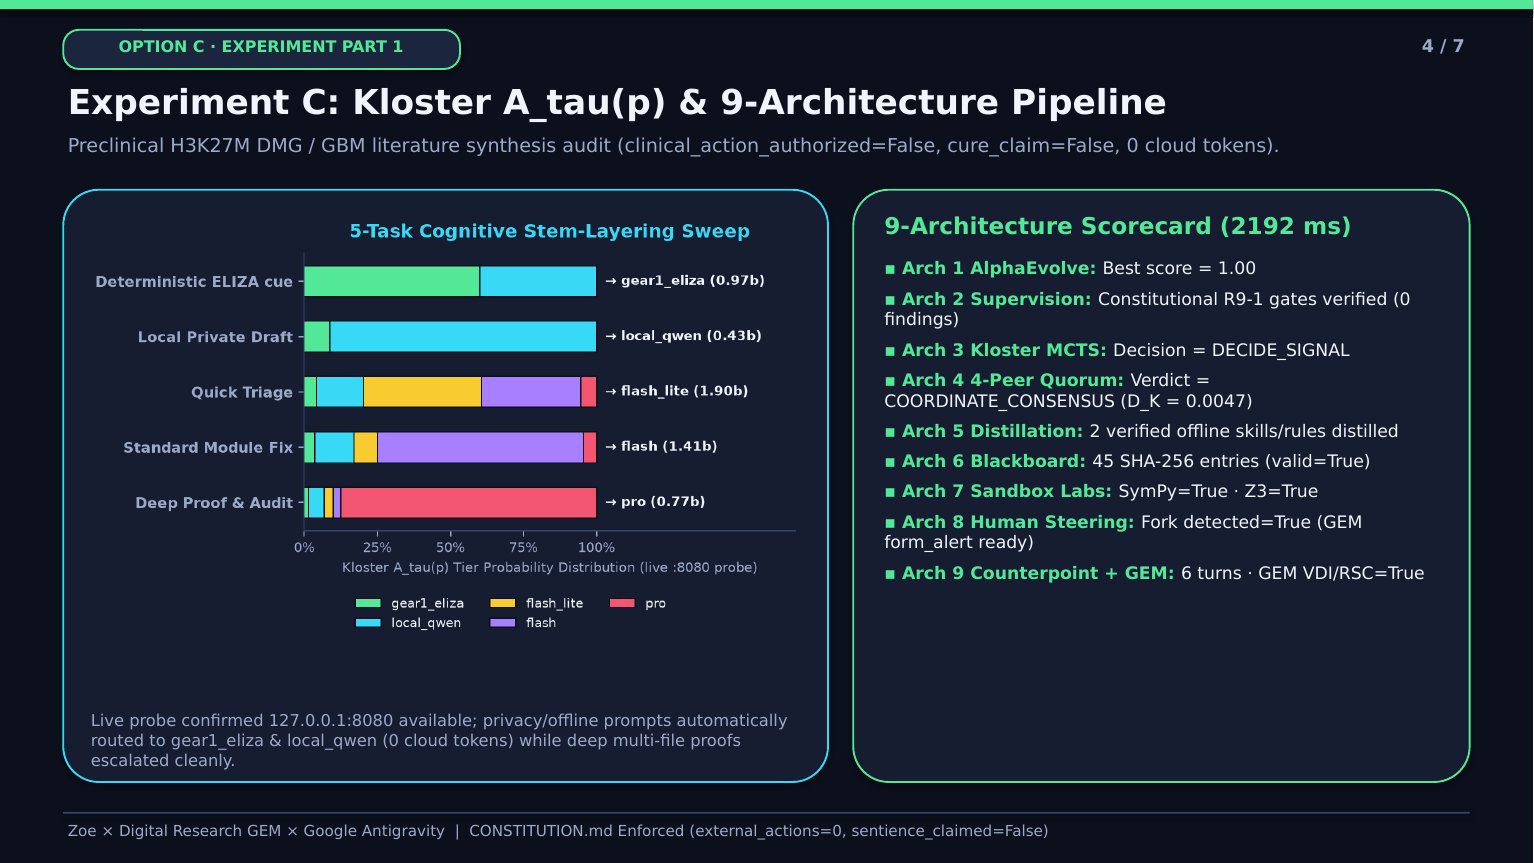 OPTION C · EXPERIMENT PART 1
4 / 7
Experiment C: Kloster A_tau(p) & 9-Architecture Pipeline
Preclinical H3K27M DMG / GBM literature synthesis audit (clinical_action_authorized=False, cure_claim=False, 0 cloud tokens).
5-Task Cognitive Stem-Layering Sweep
Deterministic ELIZA cue
→ gear1_eliza (0.97b)
Local Private Draft
→ local_qwen (0.43b)
Quick Triage
→ flash_lite (1.90b)
Standard Module Fix
→ flash (1.41b)
Deep Proof & Audit
→ pro (0.77b)
0% 25% 50% 75% 100%
Kloster A_tau(p) Tier Probability Distribution (live :8080 probe)
gear1_eliza flash_lite pro
local_qwen flash
Live probe confirmed 127.0.0.1:8080 available; privacy/offline prompts automatically
routed to gear1_eliza & local_qwen (0 cloud tokens) while deep multi-file proofs
escalated cleanly.
9-Architecture Scorecard (2192 ms)
▪ Arch 1 AlphaEvolve: Best score = 1.00
▪ Arch 2 Supervision: Constitutional R9-1 gates verified (0
findings)
▪ Arch 3 Kloster MCTS: Decision = DECIDE_SIGNAL
▪ Arch 4 4-Peer Quorum: Verdict =
COORDINATE_CONSENSUS (D_K = 0.0047)
▪ Arch 5 Distillation: 2 verified offline skills/rules distilled
▪ Arch 6 Blackboard: 45 SHA-256 entries (valid=True)
▪ Arch 7 Sandbox Labs: SymPy=True · Z3=True
▪ Arch 8 Human Steering: Fork detected=True (GEM
form_alert ready)
▪ Arch 9 Counterpoint + GEM: 6 turns · GEM VDI/RSC=True
Zoe × Digital Research GEM × Google Antigravity | CONSTITUTION.md Enforced (external_actions=0, sentience_claimed=False)